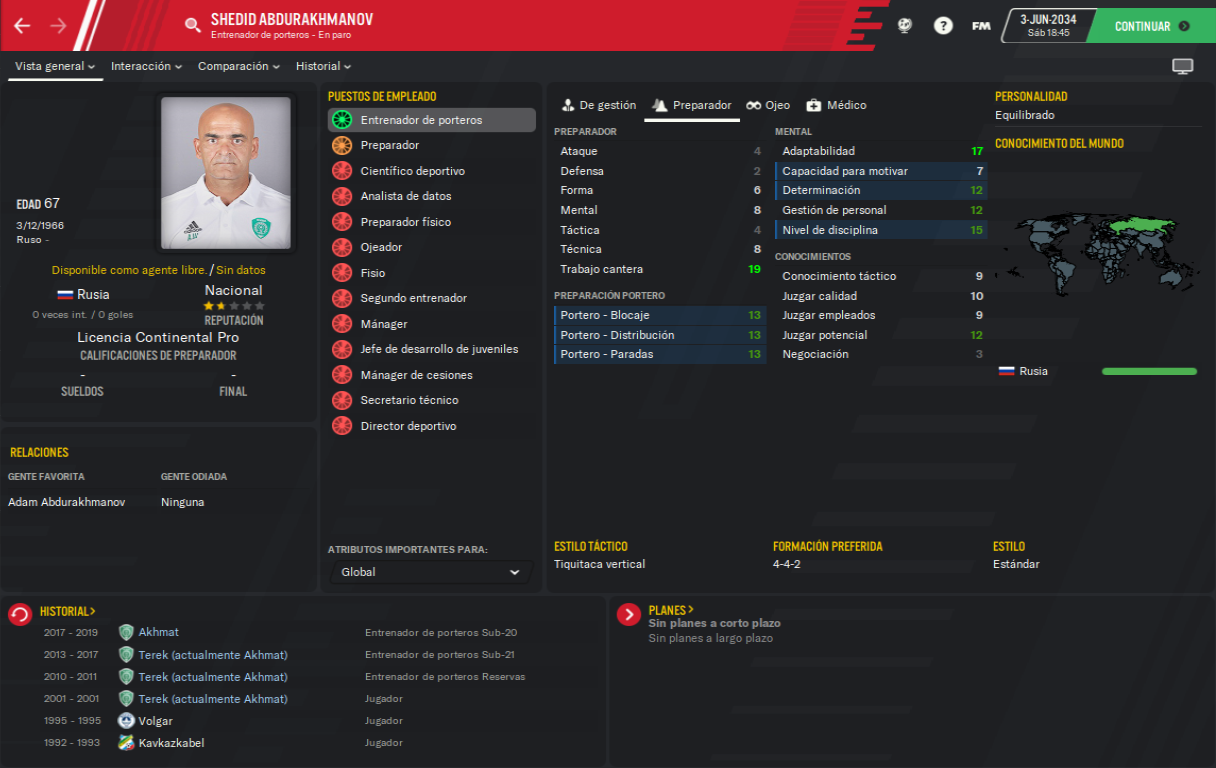 SHEDID ABDURAKHMANOV
Entrenador de porteros - En paro
?
FM
3-JUN-2034
Sáb 18:45
CONTINUAR
Vista general
Interacción
Comparación
Historial
EDAD 67
3/12/1966
Ruso -
Disponible como agente libre. / Sin datos
Rusia
0 veces int. / 0 goles
Nacional
REPUTACIÓN
Licencia Continental Pro
CALIFICACIONES DE PREPARADOR
-
SUELDOS
-
FINAL
RELACIONES
GENTE FAVORITA
GENTE ODIADA
Adam Abdurakhmanov
Ninguna
PUESTOS DE EMPLEADO
Entrenador de porteros
Preparador
Científico deportivo
Analista de datos
Preparador físico
Ojeador
Fisio
Segundo entrenador
Mánager
Jefe de desarrollo de juveniles
Mánager de cesiones
Secretario técnico
Director deportivo
ATRIBUTOS IMPORTANTES PARA:
Global
De gestión
Preparador
Ojeo
Médico
PREPARADOR
Ataque 4
Defensa 2
Forma 6
Mental 8
Táctica 4
Técnica 8
Trabajo cantera 19
PREPARACIÓN PORTERO
Portero - Blocaje 13
Portero - Distribución 13
Portero - Paradas 13
MENTAL
Adaptabilidad 17
Capacidad para motivar 7
Determinación 12
Gestión de personal 12
Nivel de disciplina 15
CONOCIMIENTOS
Conocimiento táctico 9
Juzgar calidad 10
Juzgar empleados 9
Juzgar potencial 12
Negociación 3
PERSONALIDAD
Equilibrado
CONOCIMIENTO DEL MUNDO
Rusia
ESTILO TÁCTICO
Tiquitaca vertical
FORMACIÓN PREFERIDA
4-4-2
ESTILO
Estándar
HISTORIAL >
2017 - 2019 Akhmat Entrenador de porteros Sub-20
2013 - 2017 Terek (actualmente Akhmat) Entrenador de porteros Sub-21
2010 - 2011 Terek (actualmente Akhmat) Entrenador de porteros Reservas
2001 - 2001 Terek (actualmente Akhmat) Jugador
1995 - 1995 Volgar Jugador
1992 - 1993 Kavkazkabel Jugador
PLANES >
Sin planes a corto plazo
Sin planes a largo plazo